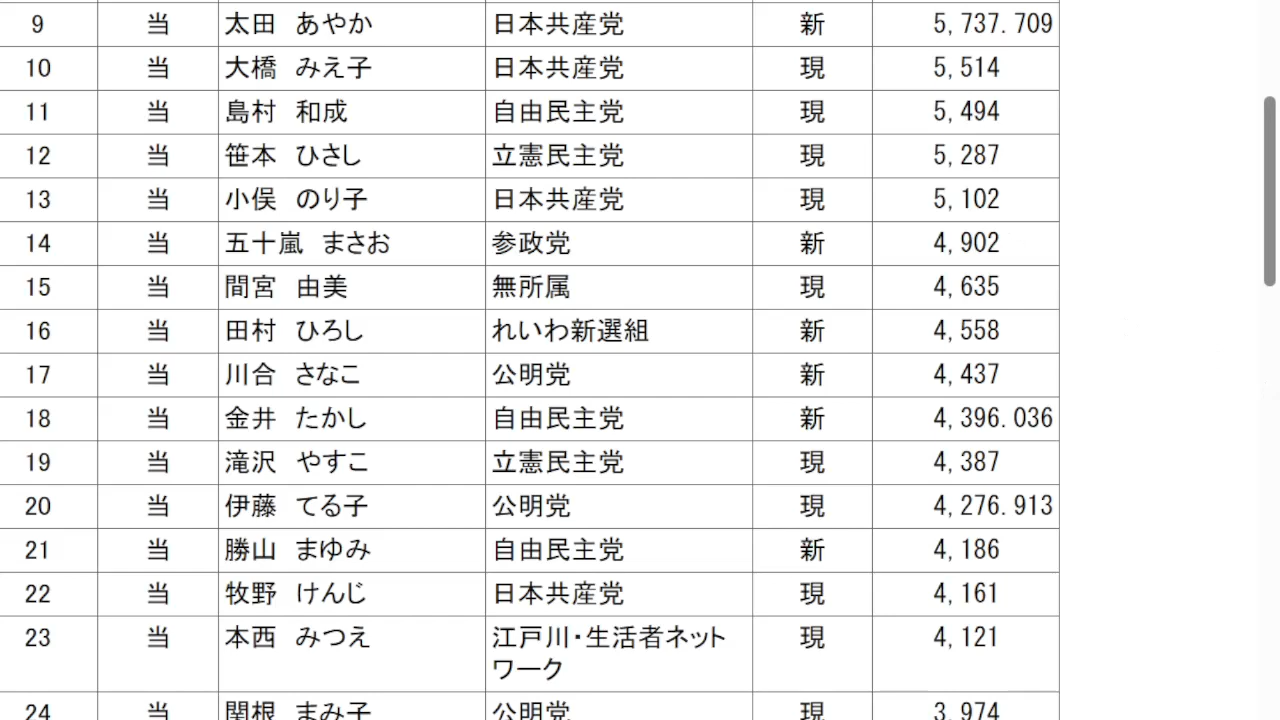 9 当 太田 あやか 日本共産党 新 5,737.709
10 当 大橋 みえ子 日本共産党 現 5,514
11 当 島村 和成 自由民主党 現 5,494
12 当 笹本 ひさし 立憲民主党 現 5,287
13 当 小俣 のり子 日本共産党 現 5,102
14 当 五十嵐 まさお 参政党 新 4,902
15 当 間宮 由美 無所属 現 4,635
16 当 田村 ひろし れいわ新選組 新 4,558
17 当 川合 さなこ 公明党 新 4,437
18 当 金井 たかし 自由民主党 新 4,396.036
19 当 滝沢 やすこ 立憲民主党 現 4,387
20 当 伊藤 てる子 公明党 現 4,276.913
21 当 勝山 まゆみ 自由民主党 新 4,186
22 当 牧野 けんじ 日本共産党 現 4,161
23 当 本西 みつえ 江戸川・生活者ネット 現 4,121
ワーク
24 当 関根 まみ子 公明党 現 3,974